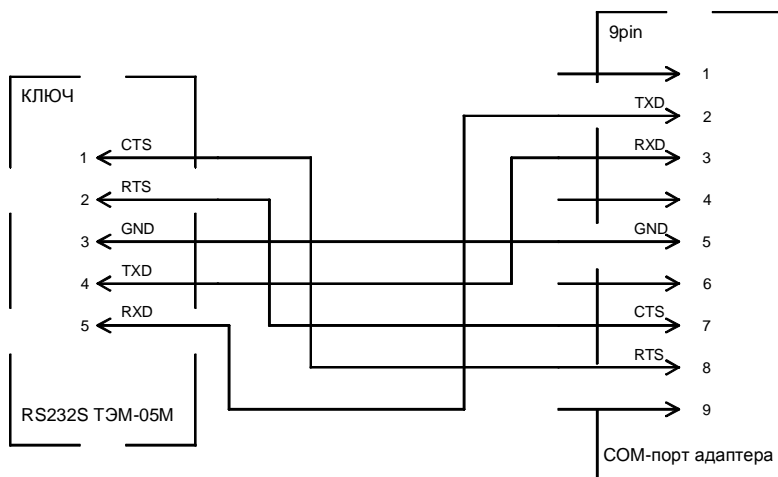 КЛЮЧ
1 CTS
2 RTS
3 GND
4 TXD
5 RXD
RS232S ТЭМ-05М
9pin
1
TXD 2
RXD 3
4
GND 5
6
CTS 7
RTS 8
9
COM-порт адаптера